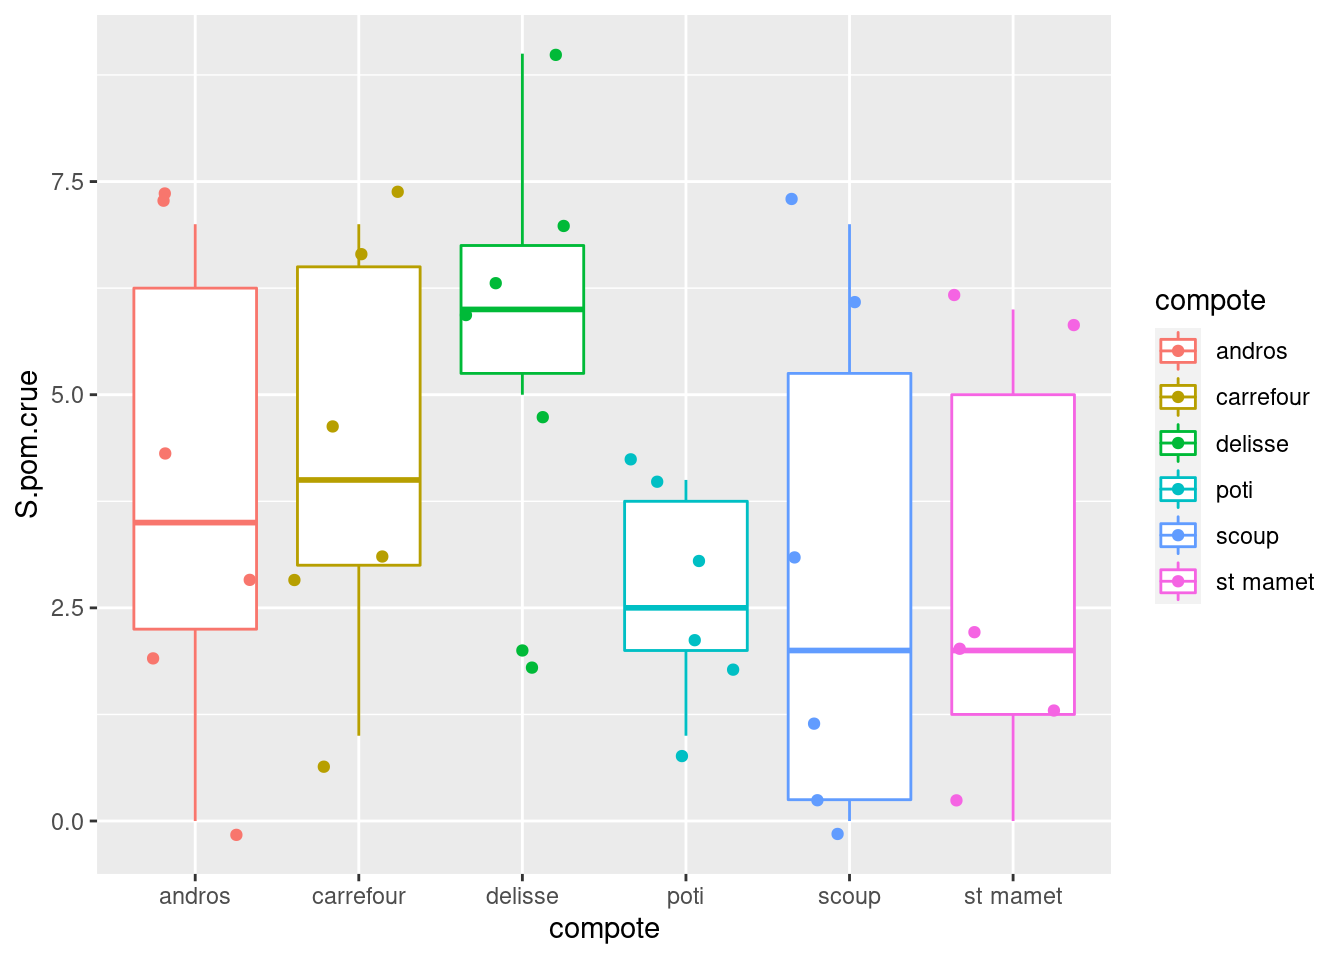 S.pom.crue
7.5
5.0
2.5
0.0
andros carrefour delisse poti scoup st mamet
compote
compote
andros
carrefour
delisse
poti
scoup
st mamet